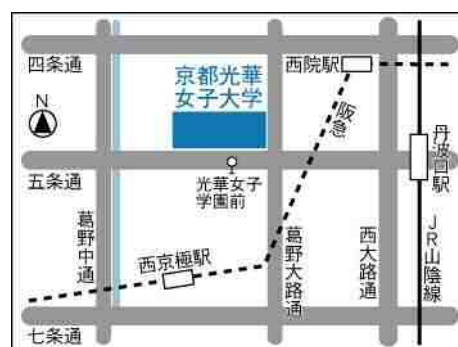 四条通
京都光華
女子大学
西院駅
N
阪急
丹波口駅
五条通
光華女子
学園前
葛野中通
西京極駅
葛野大路通
西大路通
JR山陰線
七条通